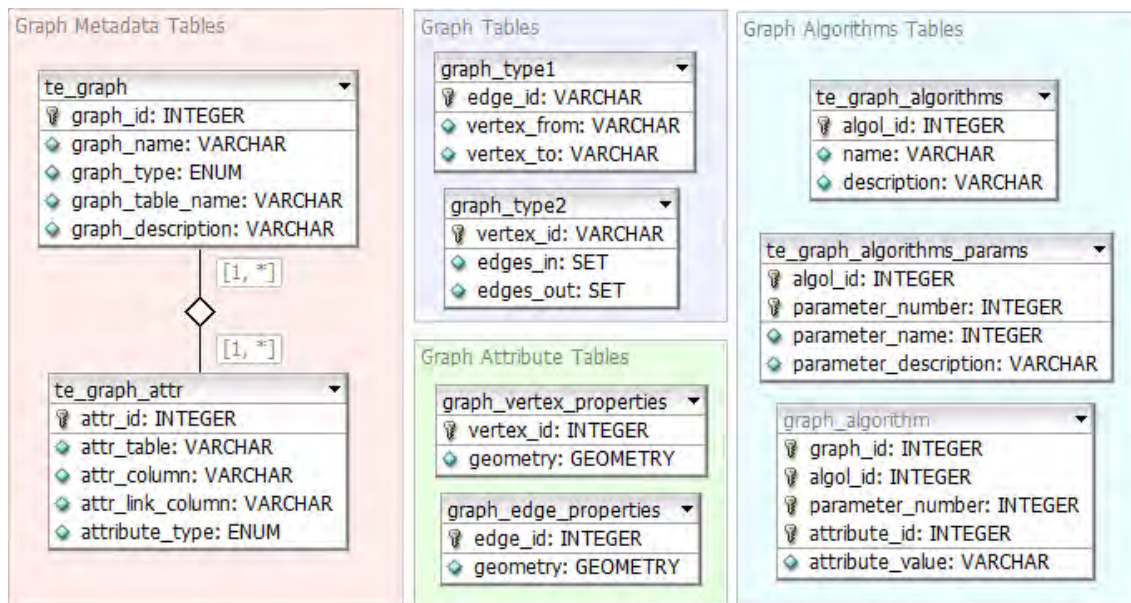 Graph Metadata Tables
te_graph
graph_id: INTEGER
graph_name: VARCHAR
graph_type: ENUM
graph_table_name: VARCHAR
graph_description: VARCHAR
[1, *]
[1, *]
te_graph_attr
attr_id: INTEGER
attr_table: VARCHAR
attr_column: VARCHAR
attr_link_column: VARCHAR
attribute_type: ENUM
Graph Tables
graph_type1
edge_id: VARCHAR
vertex_from: VARCHAR
vertex_to: VARCHAR
graph_type2
vertex_id: VARCHAR
edges_in: SET
edges_out: SET
Graph Attribute Tables
graph_vertex_properties
vertex_id: INTEGER
geometry: GEOMETRY
graph_edge_properties
edge_id: INTEGER
geometry: GEOMETRY
Graph Algorithms Tables
te_graph_algorithms
algol_id: INTEGER
name: VARCHAR
description: VARCHAR
te_graph_algorithms_params
algol_id: INTEGER
parameter_number: INTEGER
parameter_name: INTEGER
parameter_description: VARCHAR
graph_algorithm
graph_id: INTEGER
algol_id: INTEGER
parameter_number: INTEGER
attribute_id: INTEGER
attribute_value: VARCHAR